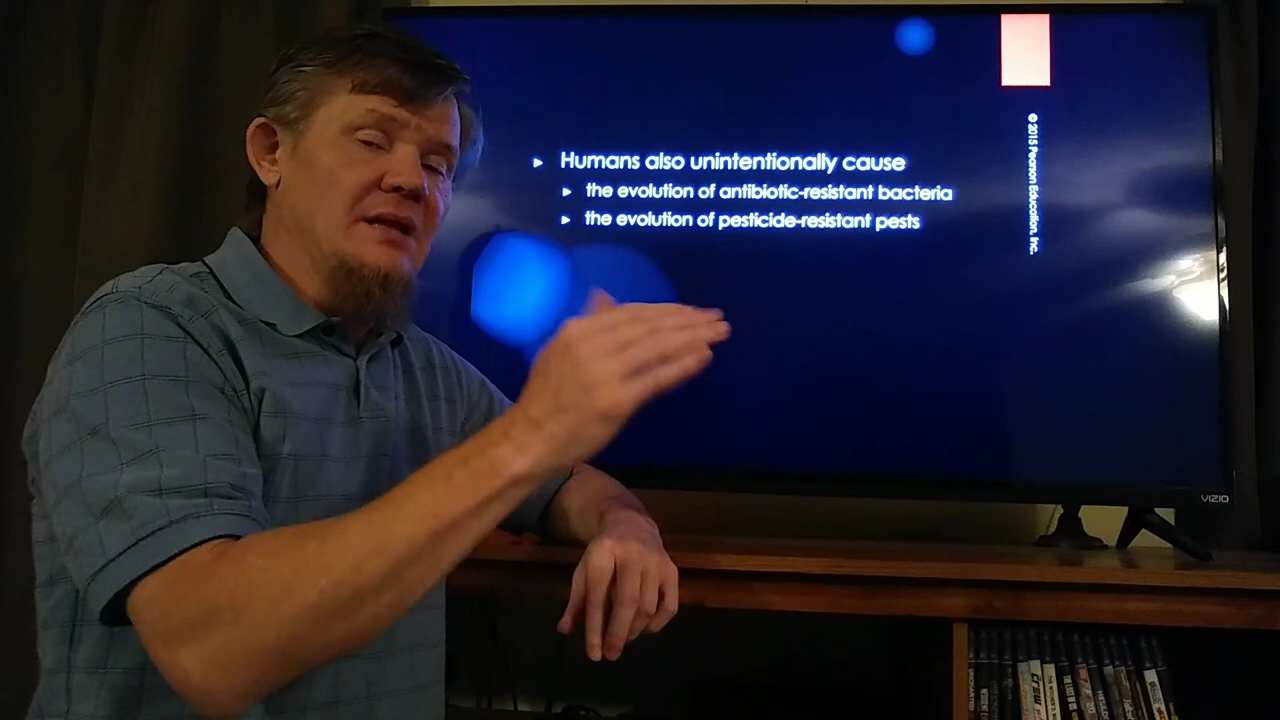 ▸ Humans also unintentionally cause
▸ the evolution of antibiotic-resistant bacteria
▸ the evolution of pesticide-resistant pests
© 2015 Pearson Education, Inc.
VIZIO